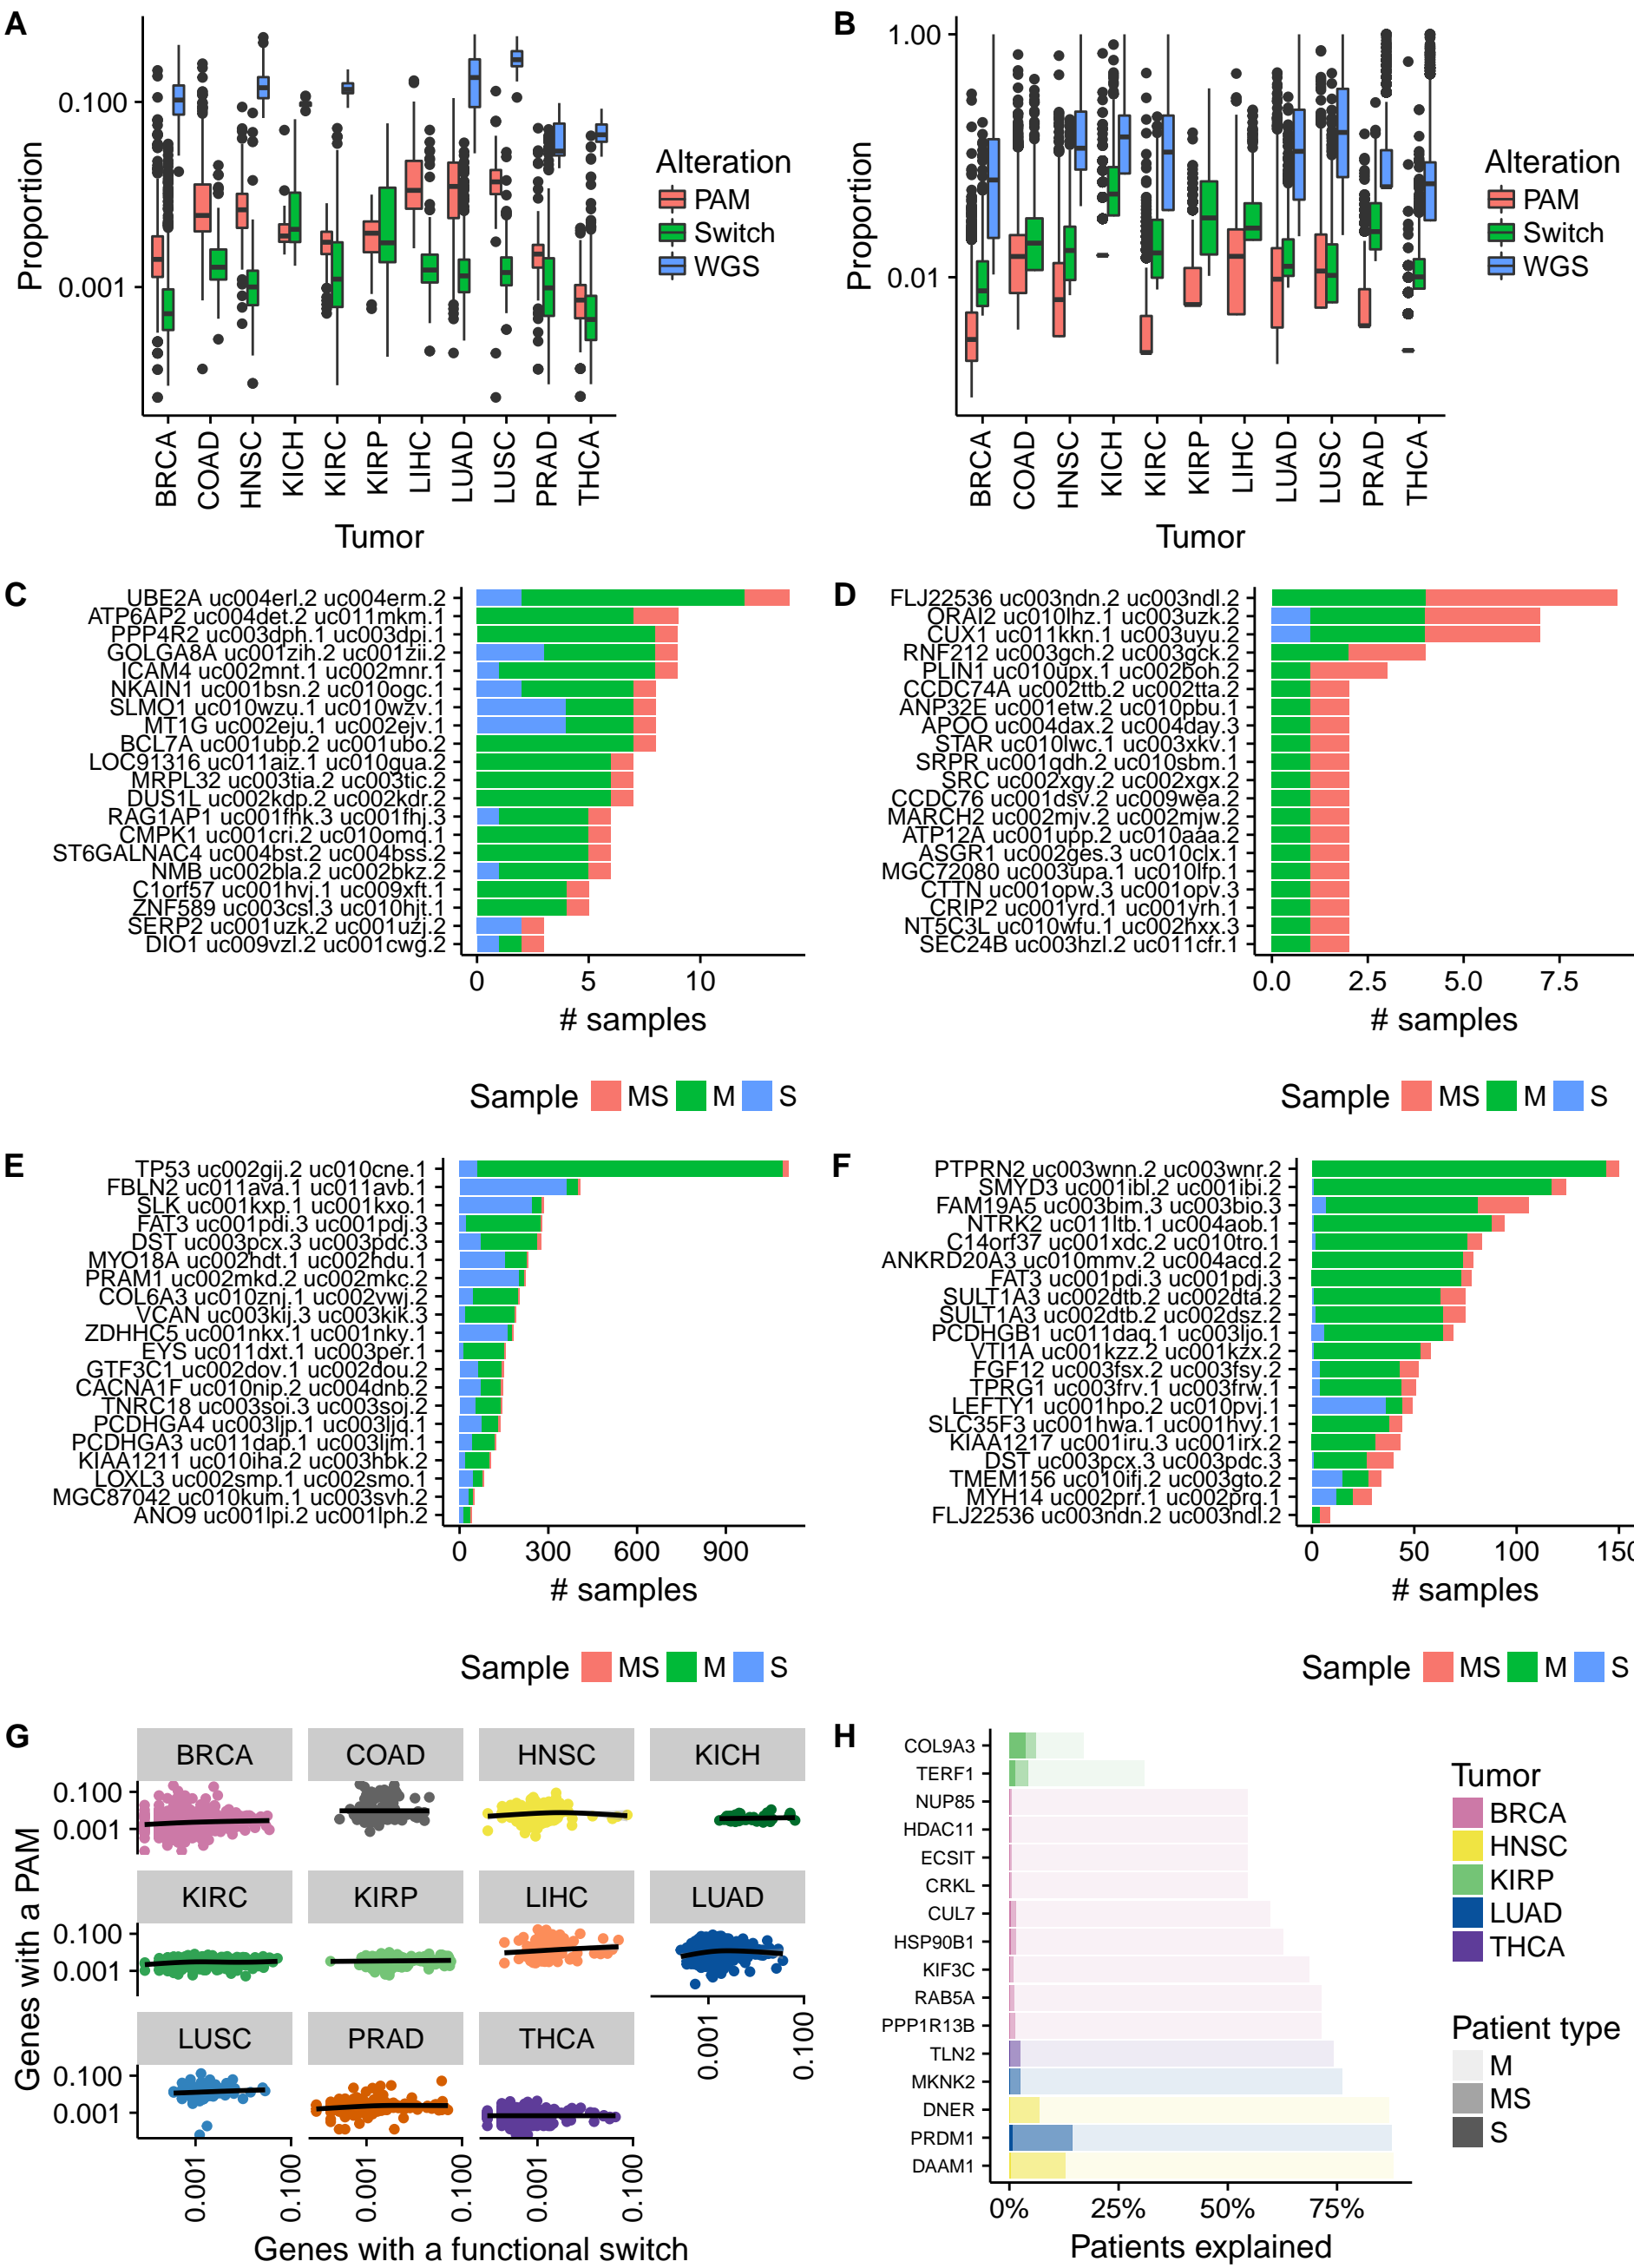 A
Proportion
0.100
0.001
BRCA
COAD
HNSC
KICH
KIRC
KIRP
LIHC
LUAD
LUSC
PRAD
THCA
Tumor
Alteration
PAM
Switch
WGS
B
Proportion
1.00
0.01
BRCA
COAD
HNSC
KICH
KIRC
KIRP
LIHC
LUAD
LUSC
PRAD
THCA
Tumor
Alteration
PAM
Switch
WGS
C
UBE2A uc004erl.2 uc004erm.2
ATP6AP2 uc004det.2 uc011mkm.1
PPP4R2 uc003dph.1 uc003dpi.1
GOLGA8A uc001zih.2 uc001zii.2
ICAM4 uc002mnt.1 uc002mnr.1
NKAIN1 uc001bsn.2 uc010ogc.1
SLMO1 uc010wzu.1 uc010wzv.1
MT1G uc002eju.1 uc002ejv.1
BCL7A uc001ubp.2 uc001ubo.2
LOC91316 uc011aiz.1 uc010gua.2
MRPL32 uc003tia.2 uc003tic.2
DUS1L uc002kdp.2 uc002kdr.2
RAG1AP1 uc001fhk.3 uc001fhj.3
CMPK1 uc001cri.2 uc010omq.1
ST6GALNAC4 uc004bst.2 uc004bss.2
NMB uc002bla.2 uc002bkz.2
C1orf57 uc001hvj.1 uc009xft.1
ZNF589 uc003csl.3 uc010hjt.1
SERP2 uc001uzk.2 uc001uzj.2
DIO1 uc009vzl.2 uc001cwg.2
0 5 10
# samples
Sample MS M S
D
FLJ22536 uc003ndn.2 uc003ndl.2
ORAI2 uc010lhz.1 uc003uzk.2
CUX1 uc011kkn.1 uc003uyu.2
RNF212 uc003gch.2 uc003gck.2
PLIN1 uc010upx.1 uc002boh.2
CCDC74A uc002ttb.2 uc002tta.2
ANP32E uc001etw.2 uc010pbu.1
APOO uc004dax.2 uc004day.3
STAR uc010lwc.1 uc003xkv.1
SRPR uc001qdh.2 uc010sbm.1
SRC uc002xgy.2 uc002xgx.2
CCDC76 uc001dsv.2 uc009wea.2
MARCH2 uc002mjv.2 uc002mjw.2
ATP12A uc001upp.2 uc010aaa.2
ASGR1 uc002ges.3 uc010clx.1
MGC72080 uc003upa.1 uc010lfp.1
CTTN uc001opw.3 uc001opv.3
CRIP2 uc001yrd.1 uc001yrh.1
NT5C3L uc010wfu.1 uc002hxx.3
SEC24B uc003hzl.2 uc011cfr.1
0.0 2.5 5.0 7.5
# samples
Sample MS M S
E
TP53 uc002gij.2 uc010cne.1
FBLN2 uc011ava.1 uc011avb.1
SLK uc001kxp.1 uc001kxo.1
FAT3 uc001pdi.3 uc001pdj.3
DST uc003pcx.3 uc003pdc.3
MYO18A uc002hdt.1 uc002hdu.1
PRAM1 uc002mkd.2 uc002mkc.2
COL6A3 uc010znj.1 uc002vwj.2
VCAN uc003kij.3 uc003kik.3
ZDHHC5 uc001nkx.1 uc001nky.1
EYS uc011dxt.1 uc003per.1
GTF3C1 uc002dov.1 uc002dou.2
CACNA1F uc010nip.2 uc004dnb.2
TNRC18 uc003soi.3 uc003soj.2
PCDHGA4 uc003ljp.1 uc003ljq.1
PCDHGA3 uc011dap.1 uc003ljm.1
KIAA1211 uc010iha.2 uc003hbk.2
LOXL3 uc002smp.1 uc002smo.1
MGC87042 uc010kum.1 uc003svh.2
ANO9 uc001lpi.2 uc001lph.2
0 300 600 900
# samples
Sample MS M S
F
PTPRN2 uc003wnn.2 uc003wnr.2
SMYD3 uc001ibl.2 uc001ibi.2
FAM19A5 uc003bim.3 uc003bio.3
NTRK2 uc011ltb.1 uc004aob.1
C14orf37 uc001xdc.2 uc010tro.1
ANKRD20A3 uc010mmv.2 uc004acd.2
FAT3 uc001pdi.3 uc001pdj.3
SULT1A3 uc002dtb.2 uc002dta.2
SULT1A3 uc002dtb.2 uc002dsz.2
PCDHGB1 uc011daq.1 uc003ljo.1
VTI1A uc001kzz.2 uc001kzx.2
FGF12 uc003fsx.2 uc003fsy.2
TPRG1 uc003frv.1 uc003frw.1
LEFTY1 uc001hpo.2 uc010pvj.1
SLC35F3 uc001hwa.1 uc001hvy.1
KIAA1217 uc001iru.3 uc001irx.2
DST uc003pcx.3 uc003pdc.3
TMEM156 uc010ifj.2 uc003gto.2
MYH14 uc002prr.1 uc002prq.1
FLJ22536 uc003ndn.2 uc003ndl.2
0 50 100 150
# samples
Sample MS M S
G
Genes with a PAM
BRCA COAD HNSC KICH
0.100
0.001
KIRC KIRP LIHC LUAD
0.100
0.001
0.001 0.100
LUSC PRAD THCA
0.100
0.001
0.001 0.100 0.001 0.100 0.001 0.100
Genes with a functional switch
H
COL9A3
TERF1
NUP85
HDAC11
ECSIT
CRKL
CUL7
HSP90B1
KIF3C
RAB5A
PPP1R13B
TLN2
MKNK2
DNER
PRDM1
DAAM1
0% 25% 50% 75%
Patients explained
Tumor
BRCA
HNSC
KIRP
LUAD
THCA
Patient type
M
MS
S